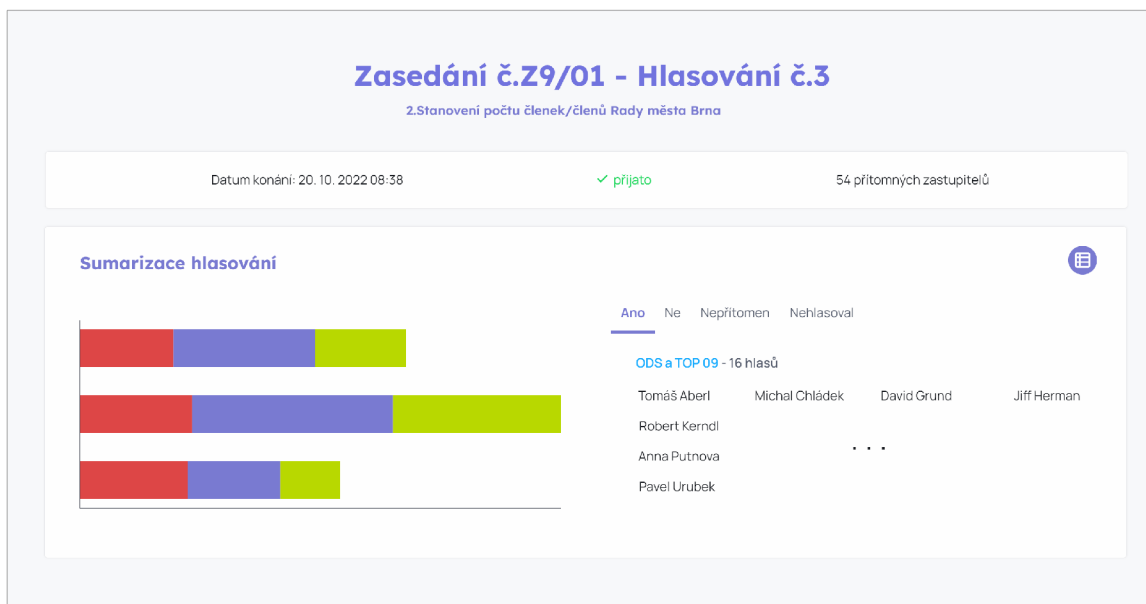 Zasedání č.Z9/01 - Hlasování č.3
2.Stanovení počtu členek/členů Rady města Brna
Datum konání: 20. 10. 2022 08:38
přijato
54 přítomných zastupitelů
Sumarizace hlasování
Ano Ne Nepřítomen Nehlasoval
ODS a TOP 09 - 16 hlasů
Tomáš Aberl Michal Chládek David Grund Jiff Herman
Robert Kerndl
Anna Putnova
. . .
Pavel Urubek